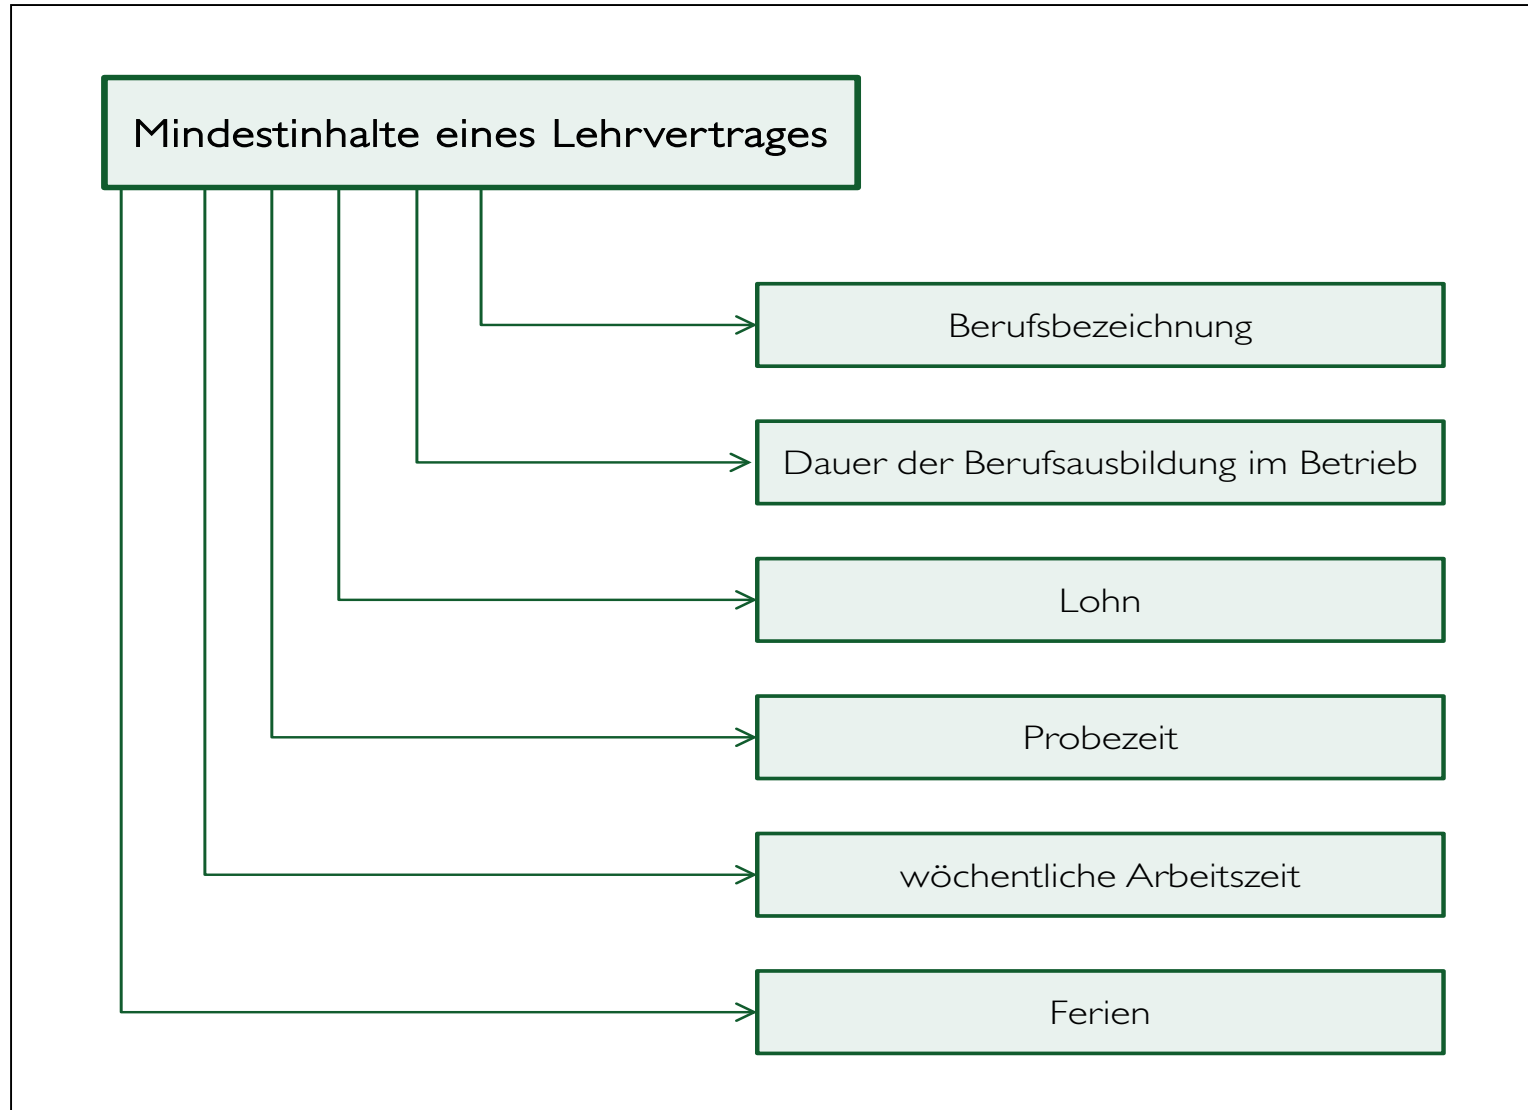 Mindestinhalte eines Lehrvertrages
Berufsbezeichnung
Dauer der Berufsausbildung im Betrieb
Lohn
Probezeit
wöchentliche Arbeitszeit
Ferien